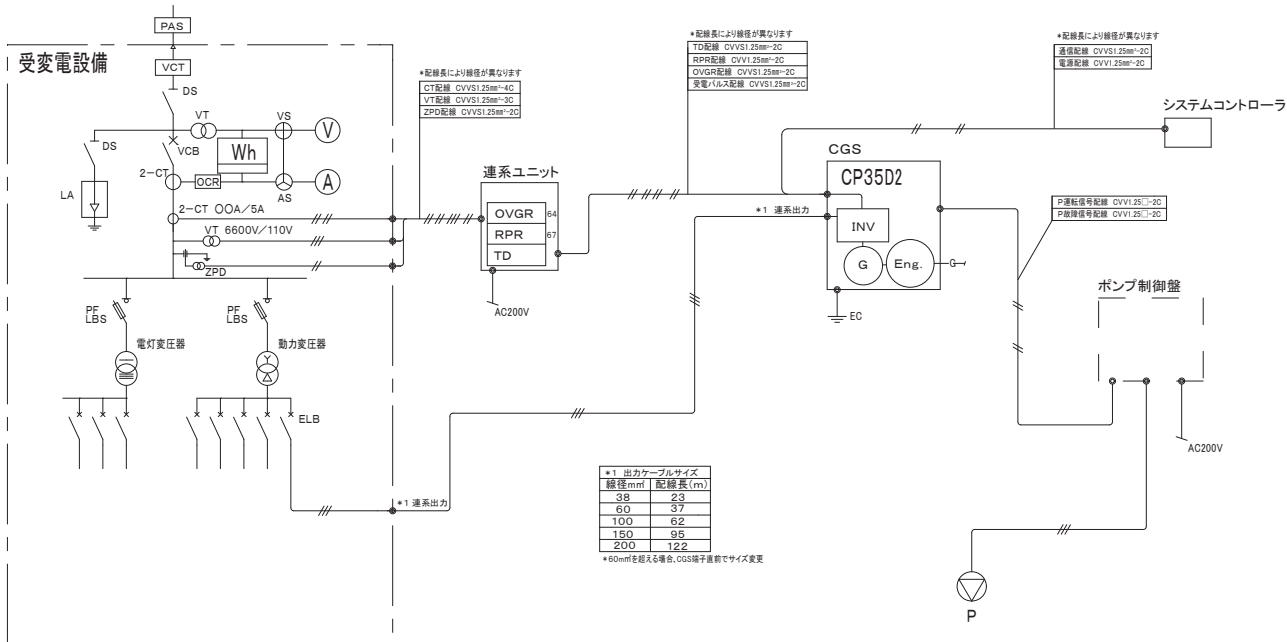 PAS
受変電設備
VCT
DS
VT
VS
V
DS
VCB
Wh
2-CT
OCR
AS
A
LA
2-CT 〇〇A/5A
VT 6600V/110V
ZPD
PF
LBS
PF
LBS
電灯変圧器
動力変圧器
ELB
*1 連系出力
*配線長により線径が異なります
CT配線 CVVS1.25mm²-4C
VT配線 CVVS1.25mm²-3C
ZPD配線 CVVS1.25mm²-2C
連系ユニット
OVGR 64
RPR 67
TD
AC200V
*配線長により線径が異なります
TD配線 CVVS1.25mm²-2C
RPR配線 CVV1.25mm²-2C
OVGR配線 CVVS1.25mm²-2C
受電パルス配線 CVVS1.25mm²-2C
*配線長により線径が異なります
通信配線 CVVS1.25mm²-2C
電源配線 CVV1.25mm²-2C
システムコントローラ
CGS
CP35D2
*1 連系出力
INV
G
Eng.
G
EC
P運転信号配線 CVV1.25□-2C
P故障信号配線 CVV1.25□-2C
ポンプ制御盤
AC200V
P
*1 出力ケーブルサイズ
線径mm² 配線長(m)
38 23
60 37
100 62
150 95
200 122
*60mm²を超える場合、CGS端子直前でサイズ変更